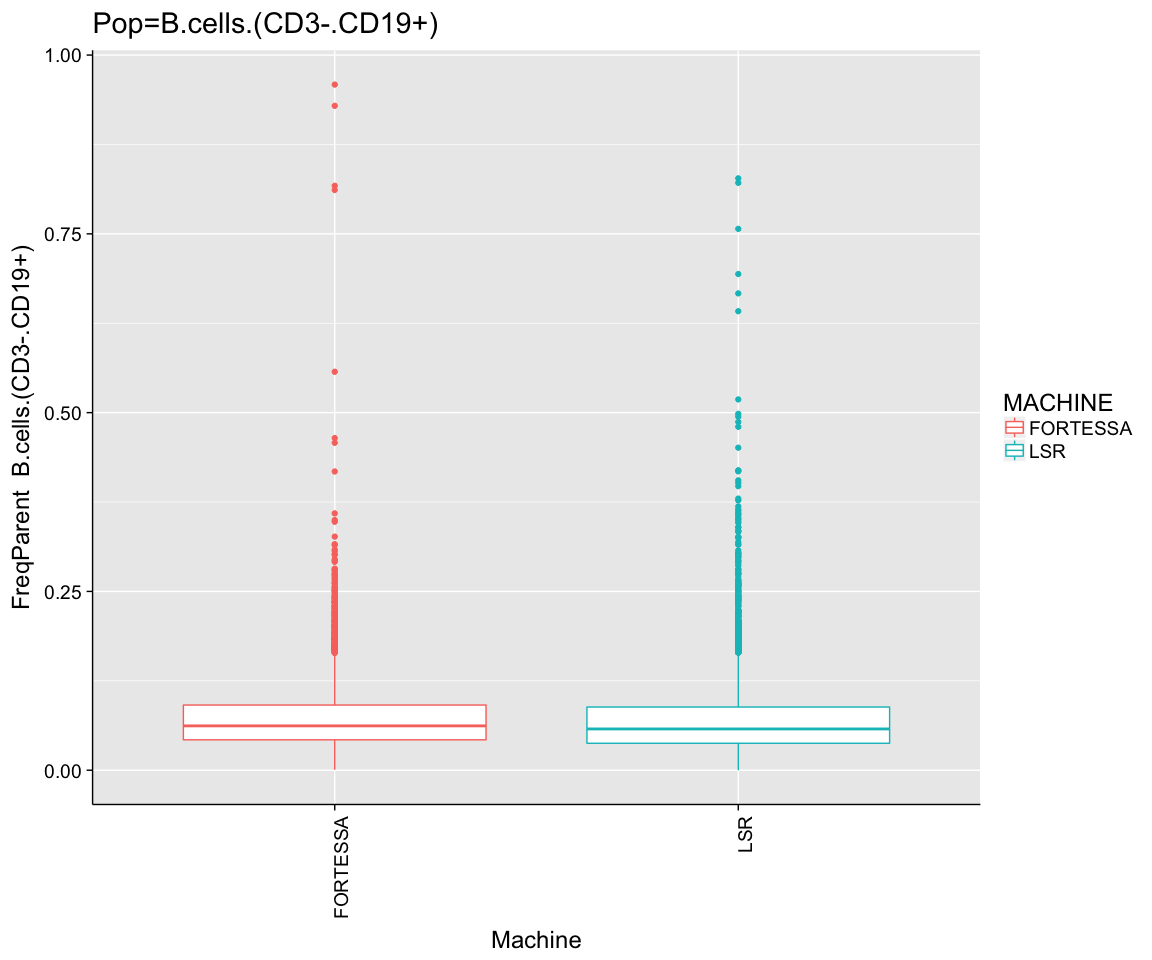 Pop=B.cells.(CD3-.CD19+)
FreqParent  B.cells.(CD3-.CD19+)
1.00
0.75
0.50
0.25
0.00
FORTESSA
LSR
Machine
MACHINE
FORTESSA
LSR